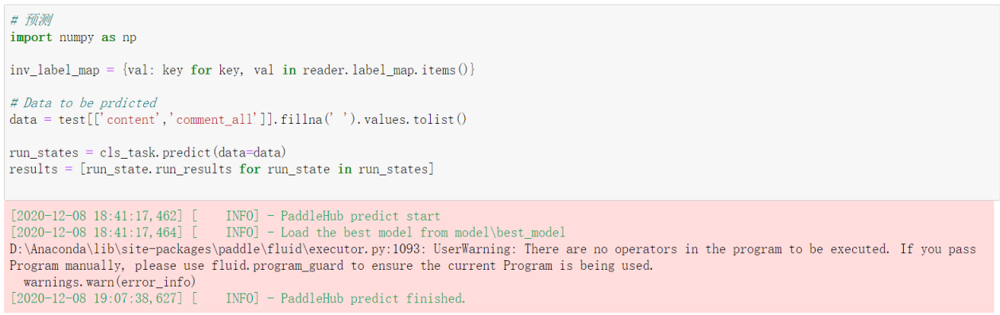 # 预测
import numpy as np
inv_label_map = {val: key for key, val in reader.label_map.items()}
# Data to be prdicted
data = test[['content','comment_all']].fillna(' ').values.tolist()
run_states = cls_task.predict(data=data)
results = [run_state.run_results for run_state in run_states]
[2020-12-08 18:41:17,462] [    INFO] - PaddleHub predict start
[2020-12-08 18:41:17,464] [    INFO] - Load the best model from model\best_model
D:\Anaconda\lib\site-packages\paddle\fluid\executor.py:1093: UserWarning: There are no operators in the program to be executed. If you pass
Program manually, please use fluid.program_guard to ensure the current Program is being used.
  warnings.warn(error_info)
[2020-12-08 19:07:38,627] [    INFO] - PaddleHub predict finished.